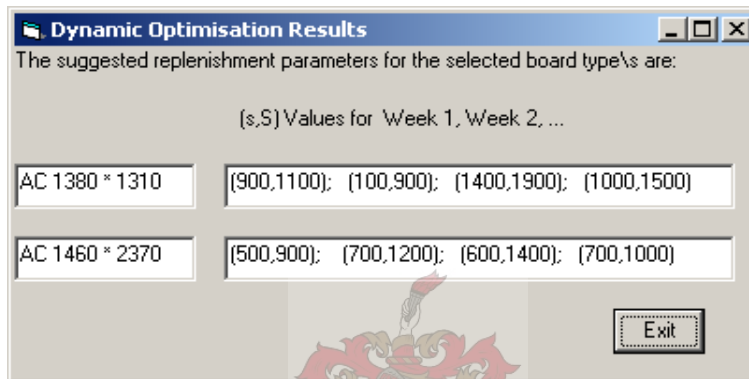 Dynamic Optimisation Results
The suggested replenishment parameters for the selected board type\s are:
(s,S) Values for Week 1, Week 2, ...
AC 1380 * 1310 (900,1100); (100,900); (1400,1900); (1000,1500)
AC 1460 * 2370 (500,900); (700,1200); (600,1400); (700,1000)
Exit